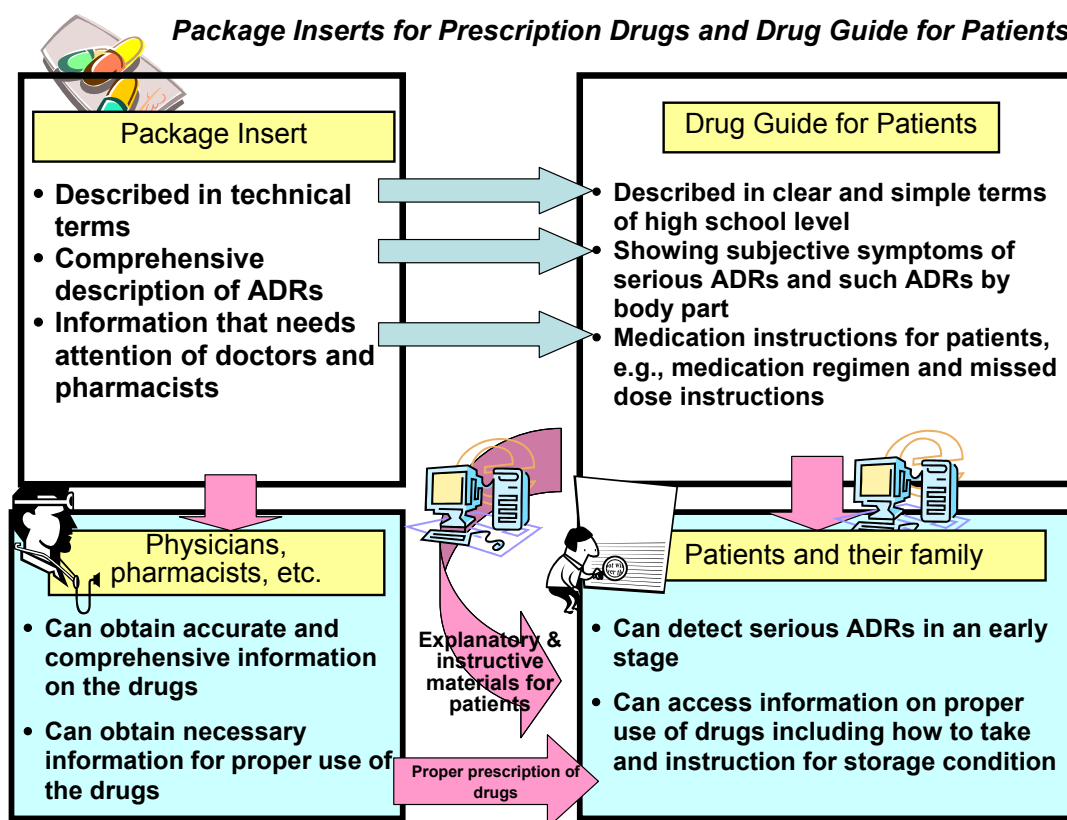 Package Inserts for Prescription Drugs and Drug Guide for Patients
Package Insert
• Described in technical
terms
• Comprehensive
description of ADRs
• Information that needs
attention of doctors and
pharmacists
Drug Guide for Patients
• Described in clear and simple terms
of high school level
• Showing subjective symptoms of
serious ADRs and such ADRs by
body part
• Medication instructions for patients,
e.g., medication regimen and missed
dose instructions
Physicians,
pharmacists, etc.
• Can obtain accurate and
comprehensive information
on the drugs
• Can obtain necessary
information for proper use of
the drugs
Explanatory &
instructive
materials for
patients
Proper prescription of
drugs
Patients and their family
• Can detect serious ADRs in an early
stage
• Can access information on proper
use of drugs including how to take
and instruction for storage condition